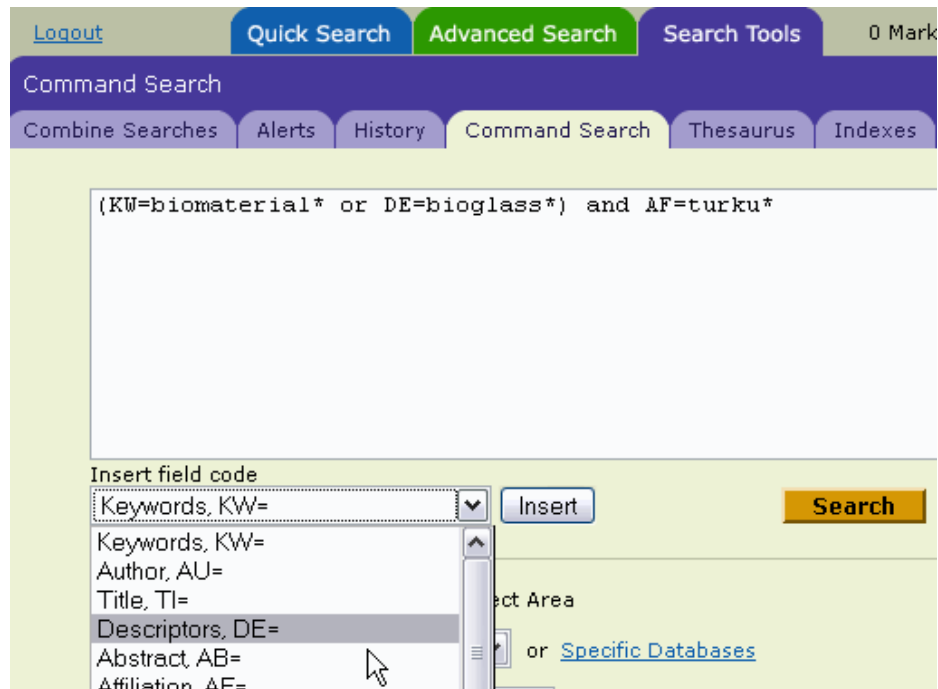 Logout Quick Search Advanced Search Search Tools 0 Mark
Command Search
Combine Searches Alerts History Command Search Thesaurus Indexes
(KW=biomaterial* or DE=bioglass*) and AF=turku*
Insert field code
Keywords, KW= Insert Search
Keywords, KW=
Author, AU=
Title, TI=
ect Area
Descriptors, DE=
or Specific Databases
Abstract, AB=
Affiliation, AF=